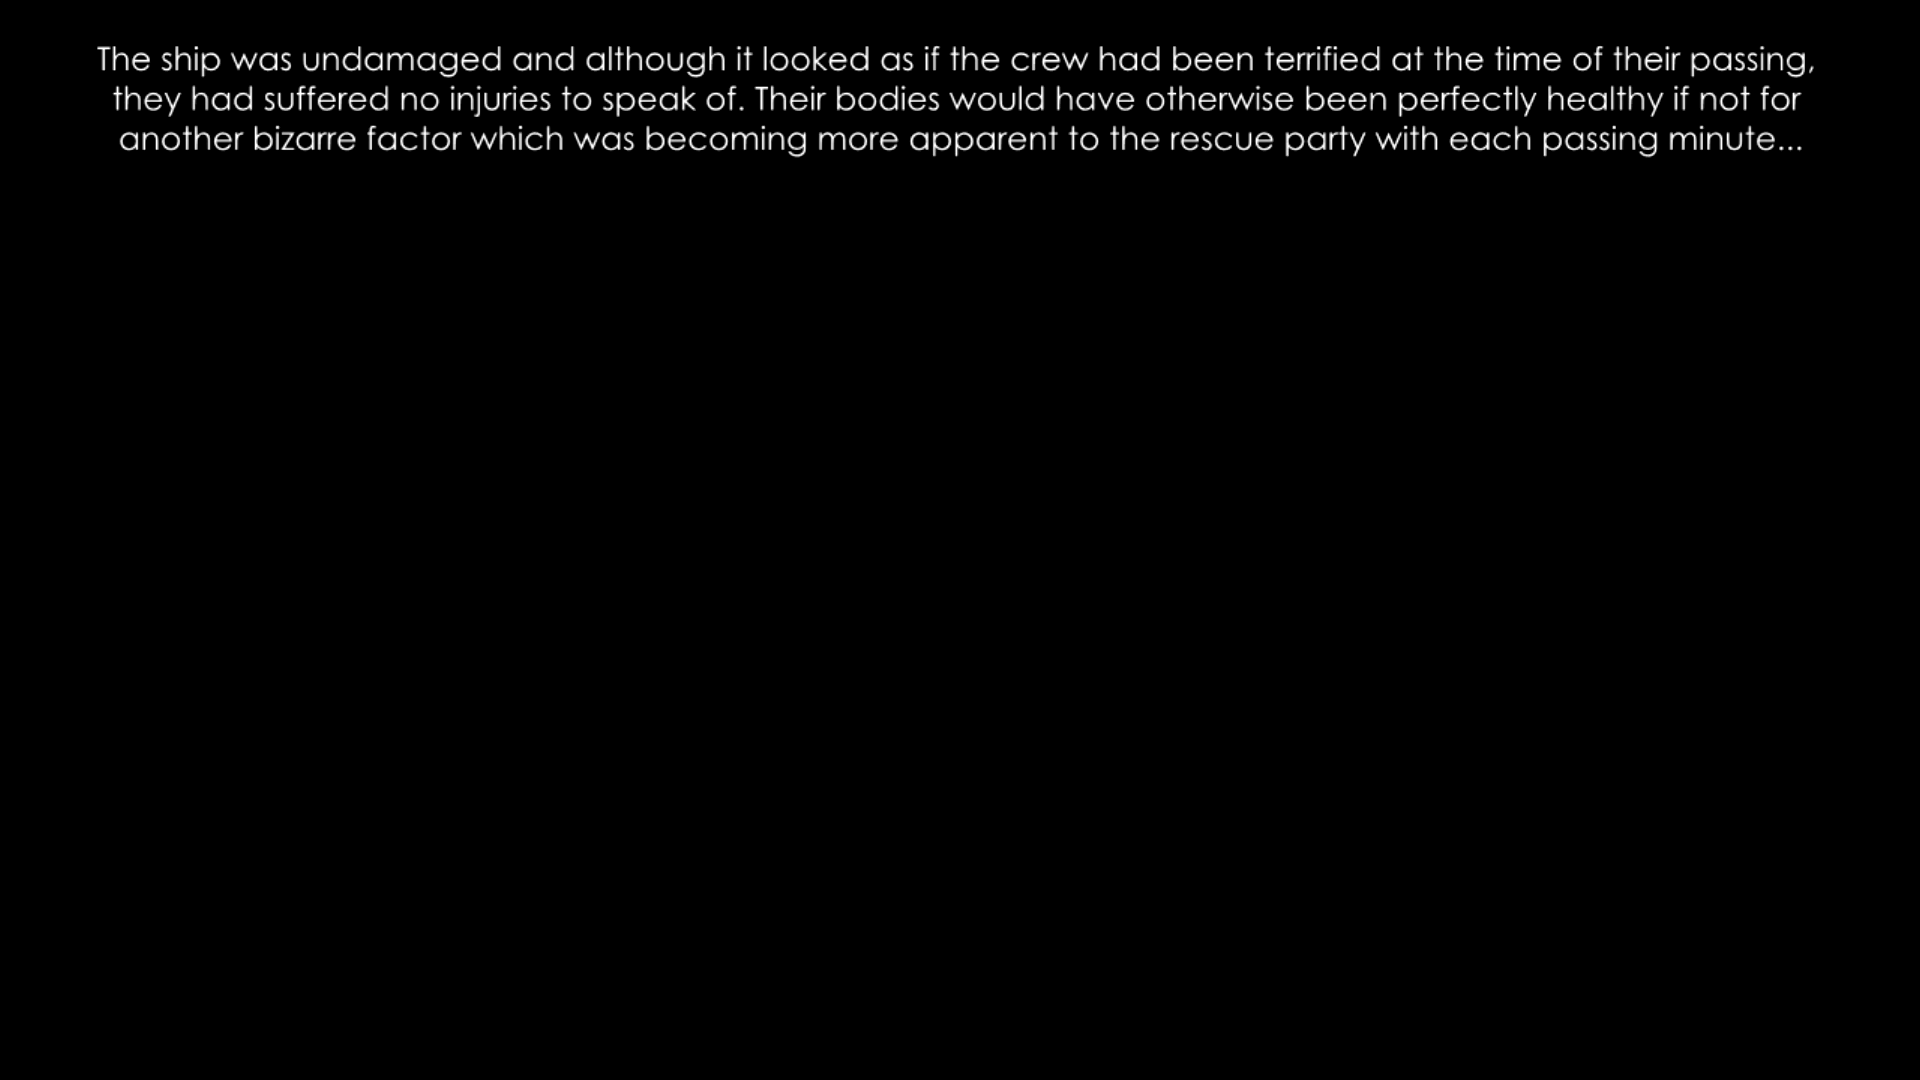 The ship was undamaged and although it looked as if the crew had been terrified at the time of their passing,
they had suffered no injuries to speak of. Their bodies would have otherwise been perfectly healthy if not for
another bizarre factor which was becoming more apparent to the rescue party with each passing minute...